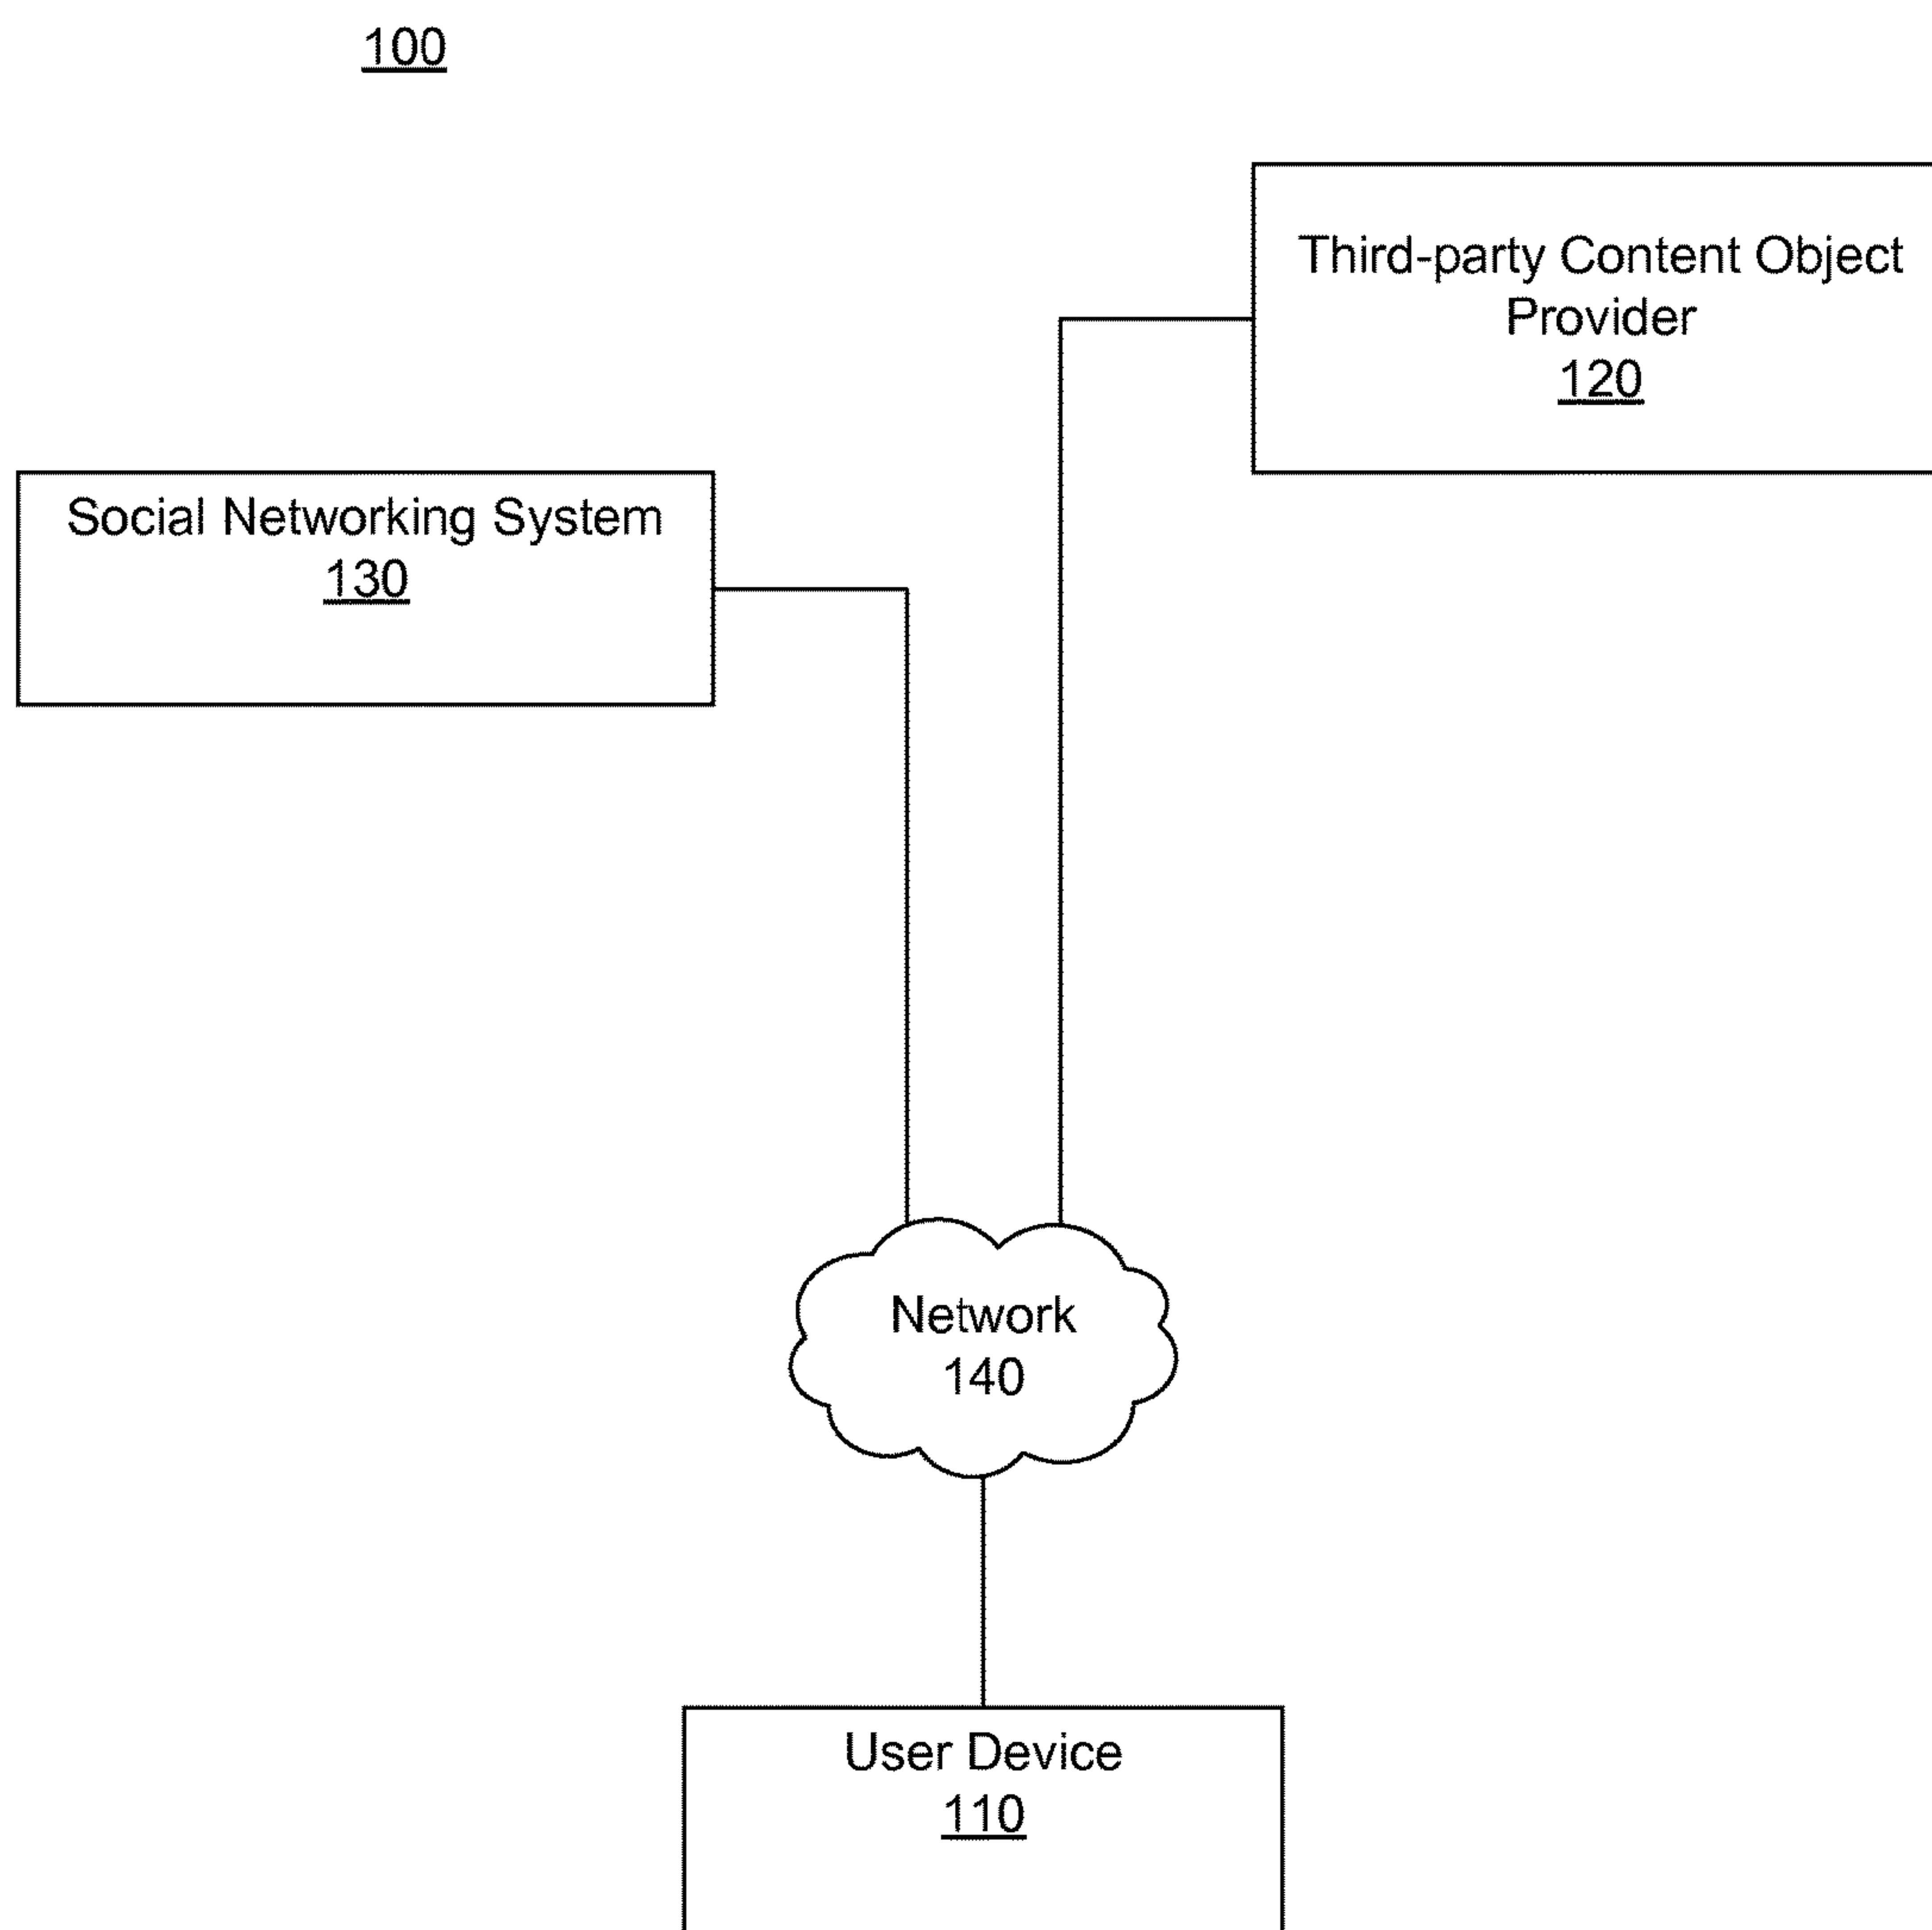 100
Third-party Content Object
Provider
120
Social Networking System
130
Network
140
User Device
110